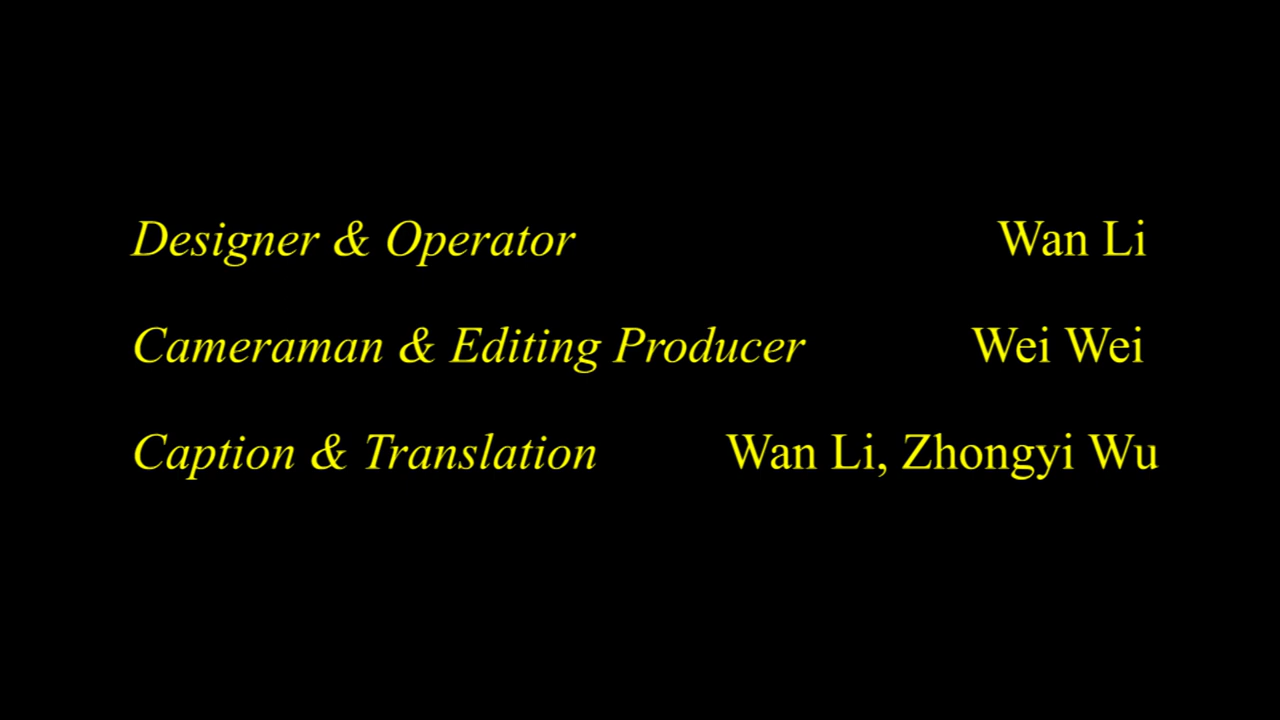 Designer & Operator Wan Li
Cameraman & Editing Producer Wei Wei
Caption & Translation Wan Li, Zhongyi Wu